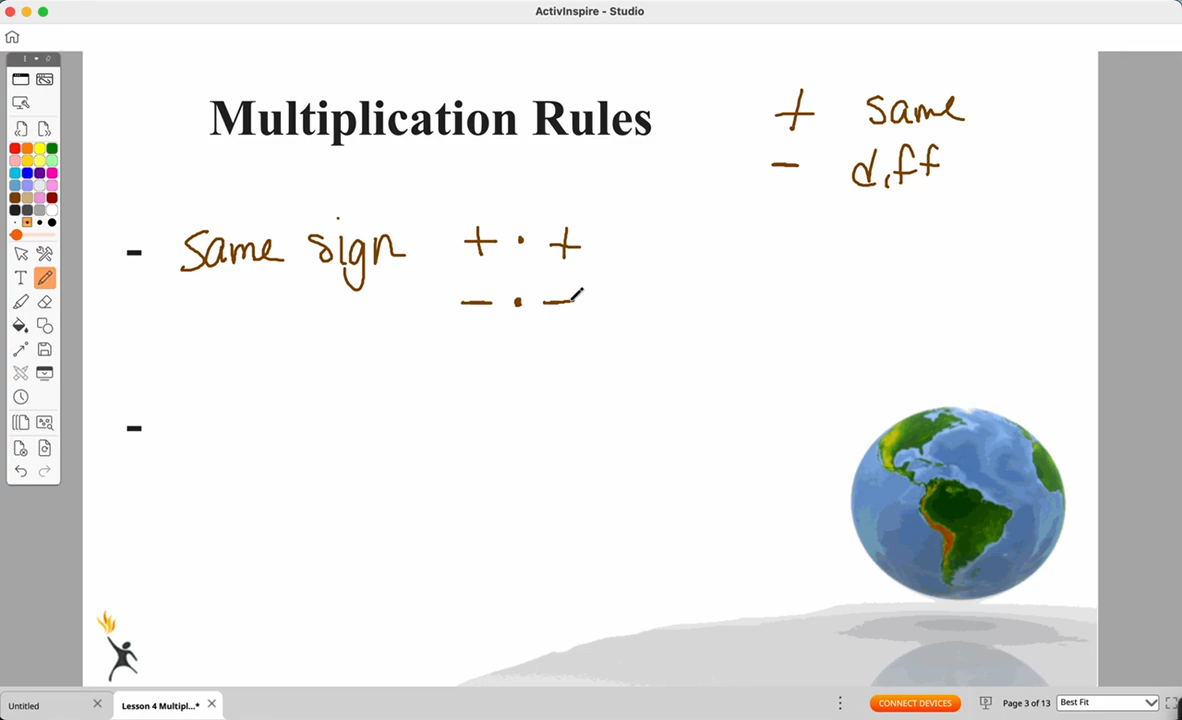 ActivInspire - Studio
Multiplication Rules
+ same
- diff
- same sign + · +
- · -
-
Untitled
Lesson 4 Multipl...*
CONNECT DEVICES
Page 3 of 13
Best Fit